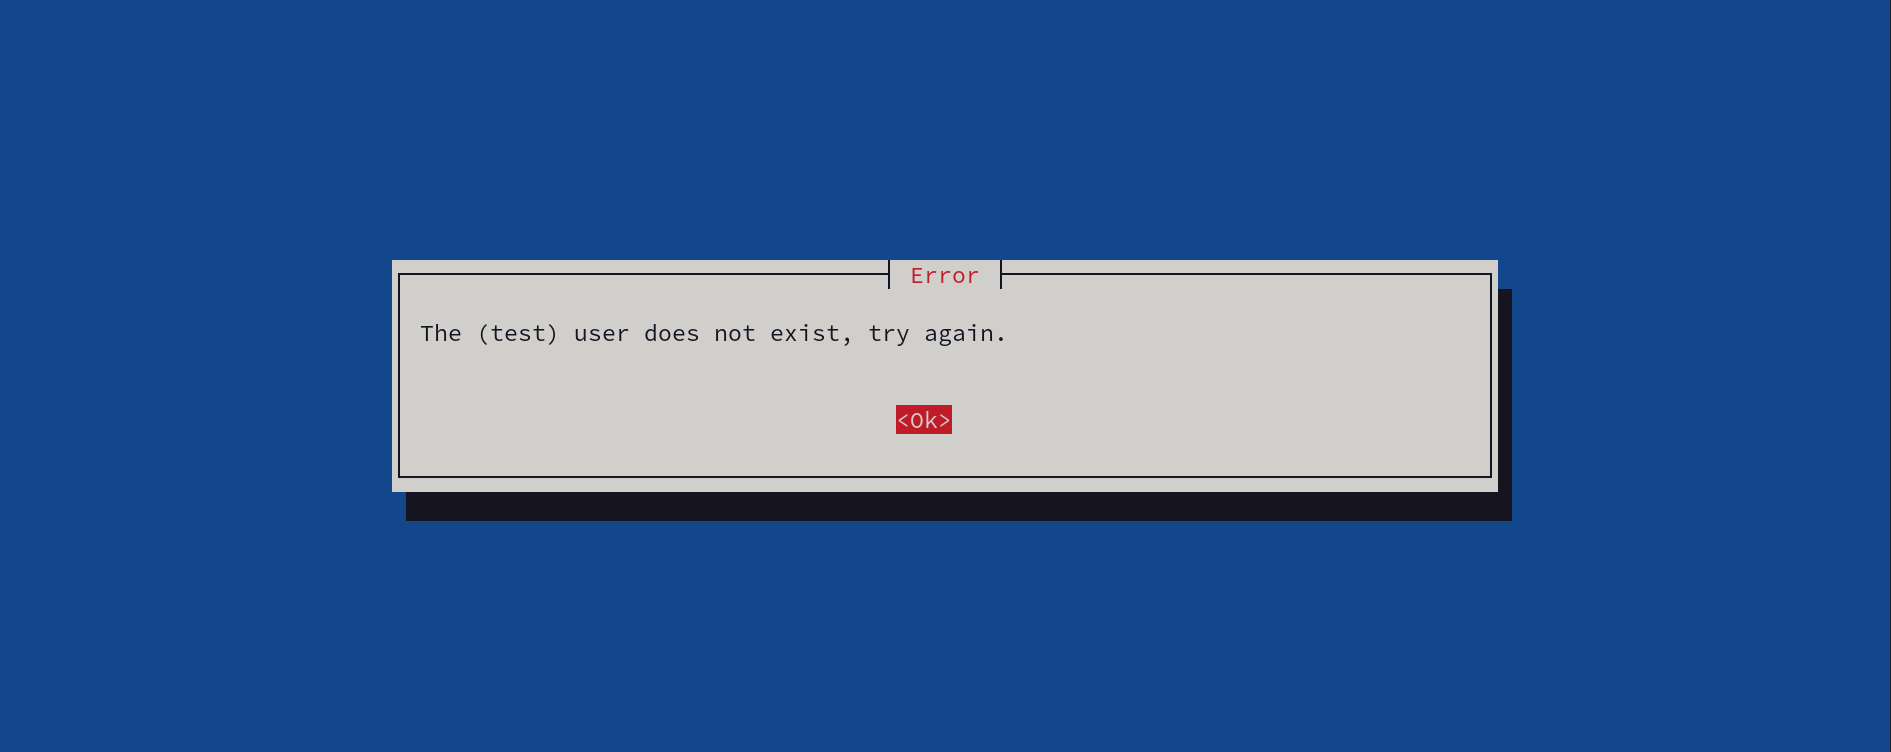 Error
The (test) user does not exist, try again.
<Ok>